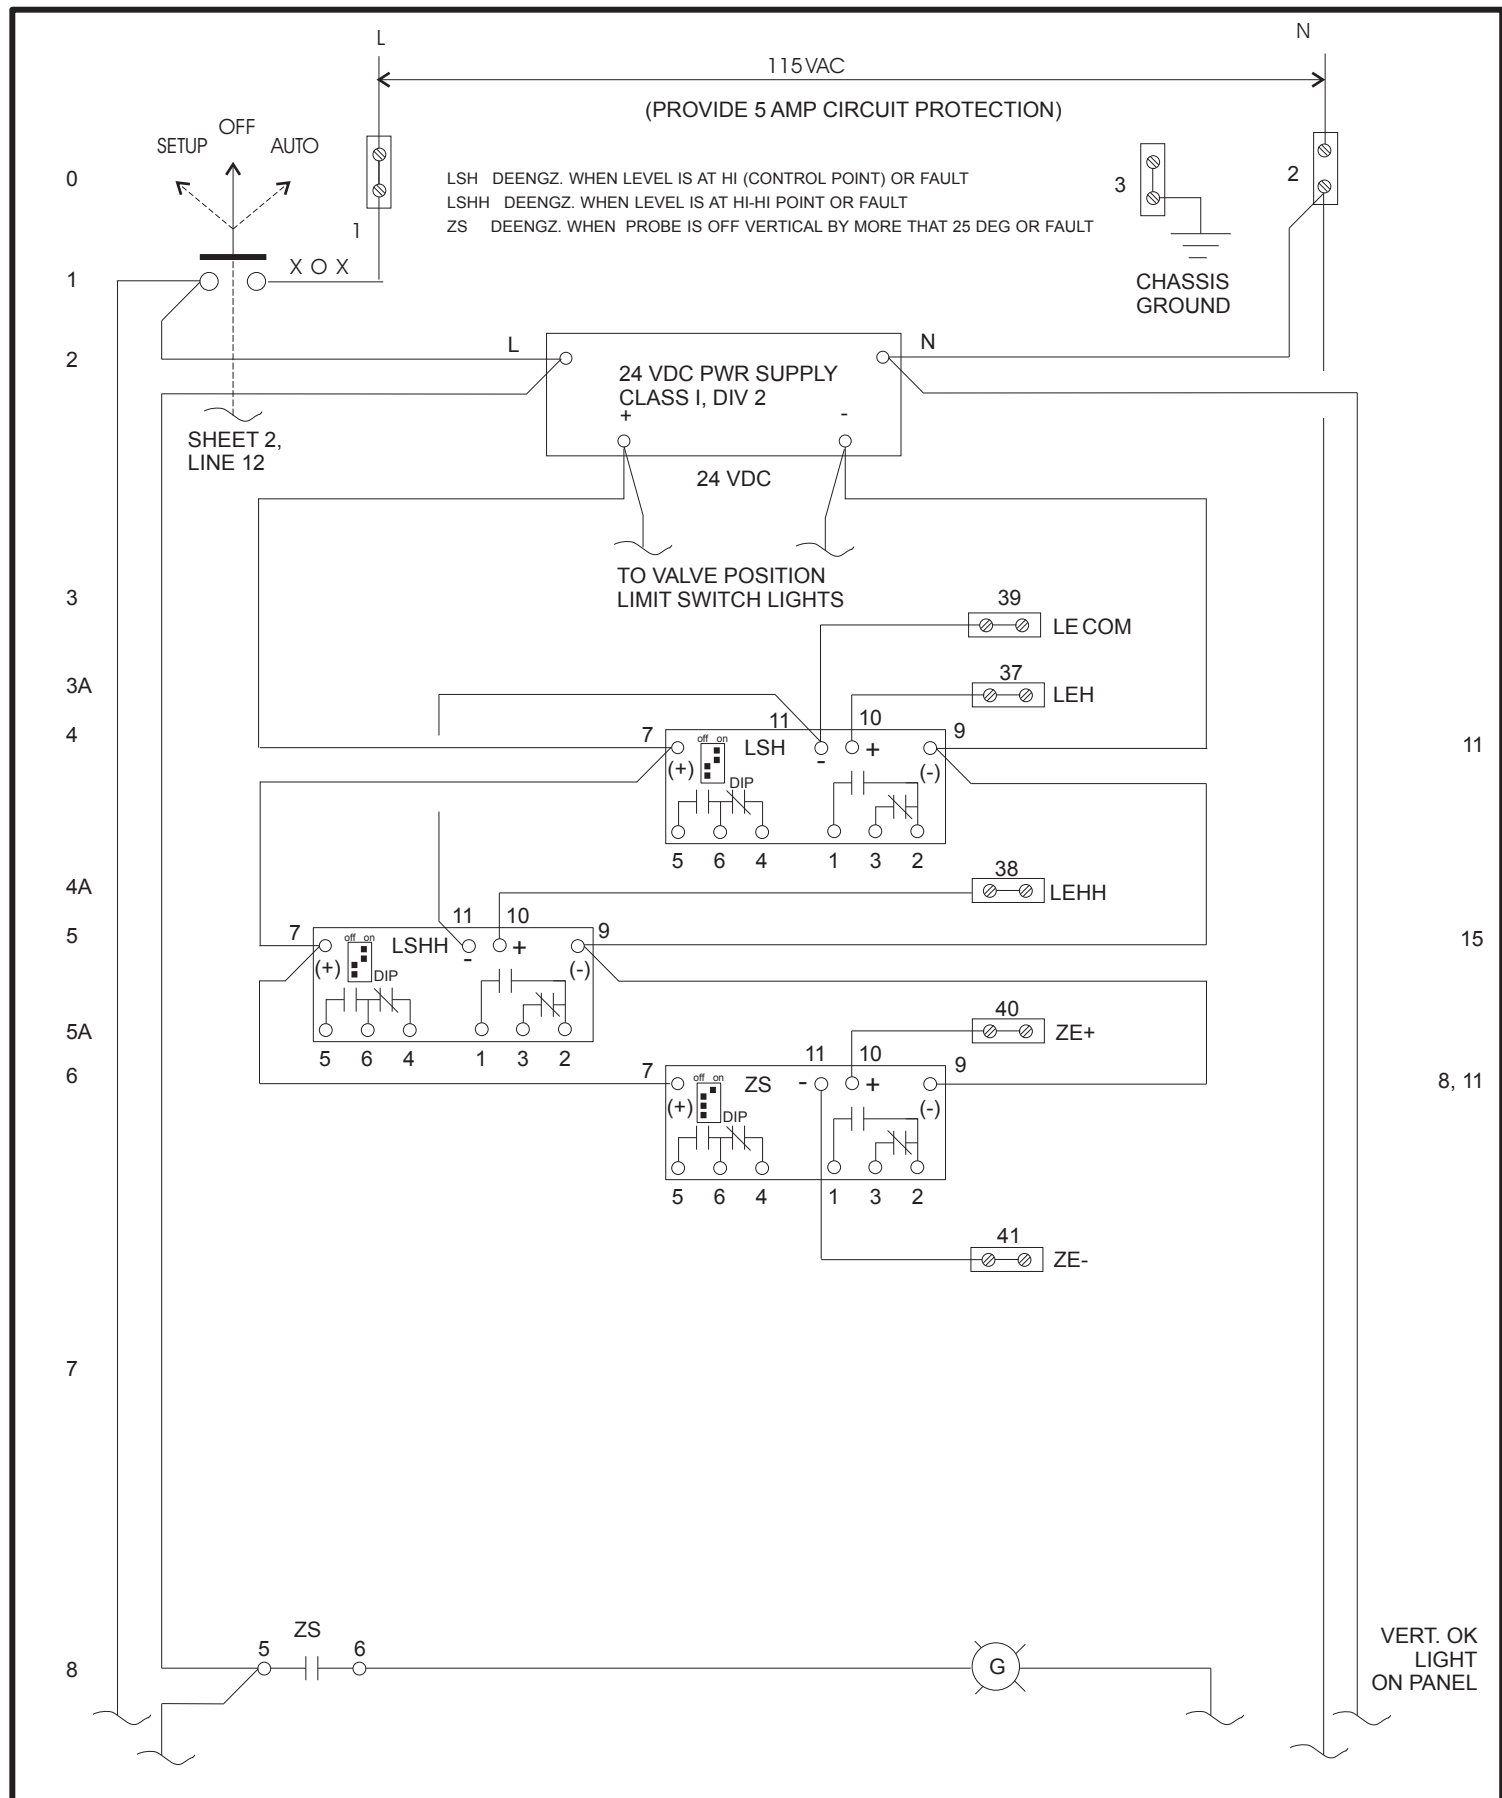 L
N
115 VAC
(PROVIDE 5 AMP CIRCUIT PROTECTION)
OFF
SETUP
AUTO
0
LSH DEENGZ. WHEN LEVEL IS AT HI (CONTROL POINT) OR FAULT
LSHH DEENGZ. WHEN LEVEL IS AT HI-HI POINT OR FAULT
ZS DEENGZ. WHEN PROBE IS OFF VERTICAL BY MORE THAT 25 DEG OR FAULT
3
2
1
X O X
1
CHASSIS
GROUND
2
L
N
24 VDC PWR SUPPLY
CLASS I, DIV 2
+
-
SHEET 2,
LINE 12
24 VDC
TO VALVE POSITION
LIMIT SWITCH LIGHTS
3
39
LE COM
3A
37
LEH
4
7
11
10
9
11
off on
LSH
-
+
(+)
(-)
DIP
5 6 4 1 3 2
4A
38
LEHH
5
7
11
10
9
15
off on
LSHH
-
+
(+)
(-)
DIP
5A
40
ZE+
5 6 4 1 3 2
6
7
11
10
9
8, 11
off on
ZS
-
+
(+)
(-)
DIP
5 6 4 1 3 2
41
ZE-
7
8
5
ZS
6
G
VERT. OK
LIGHT
ON PANEL